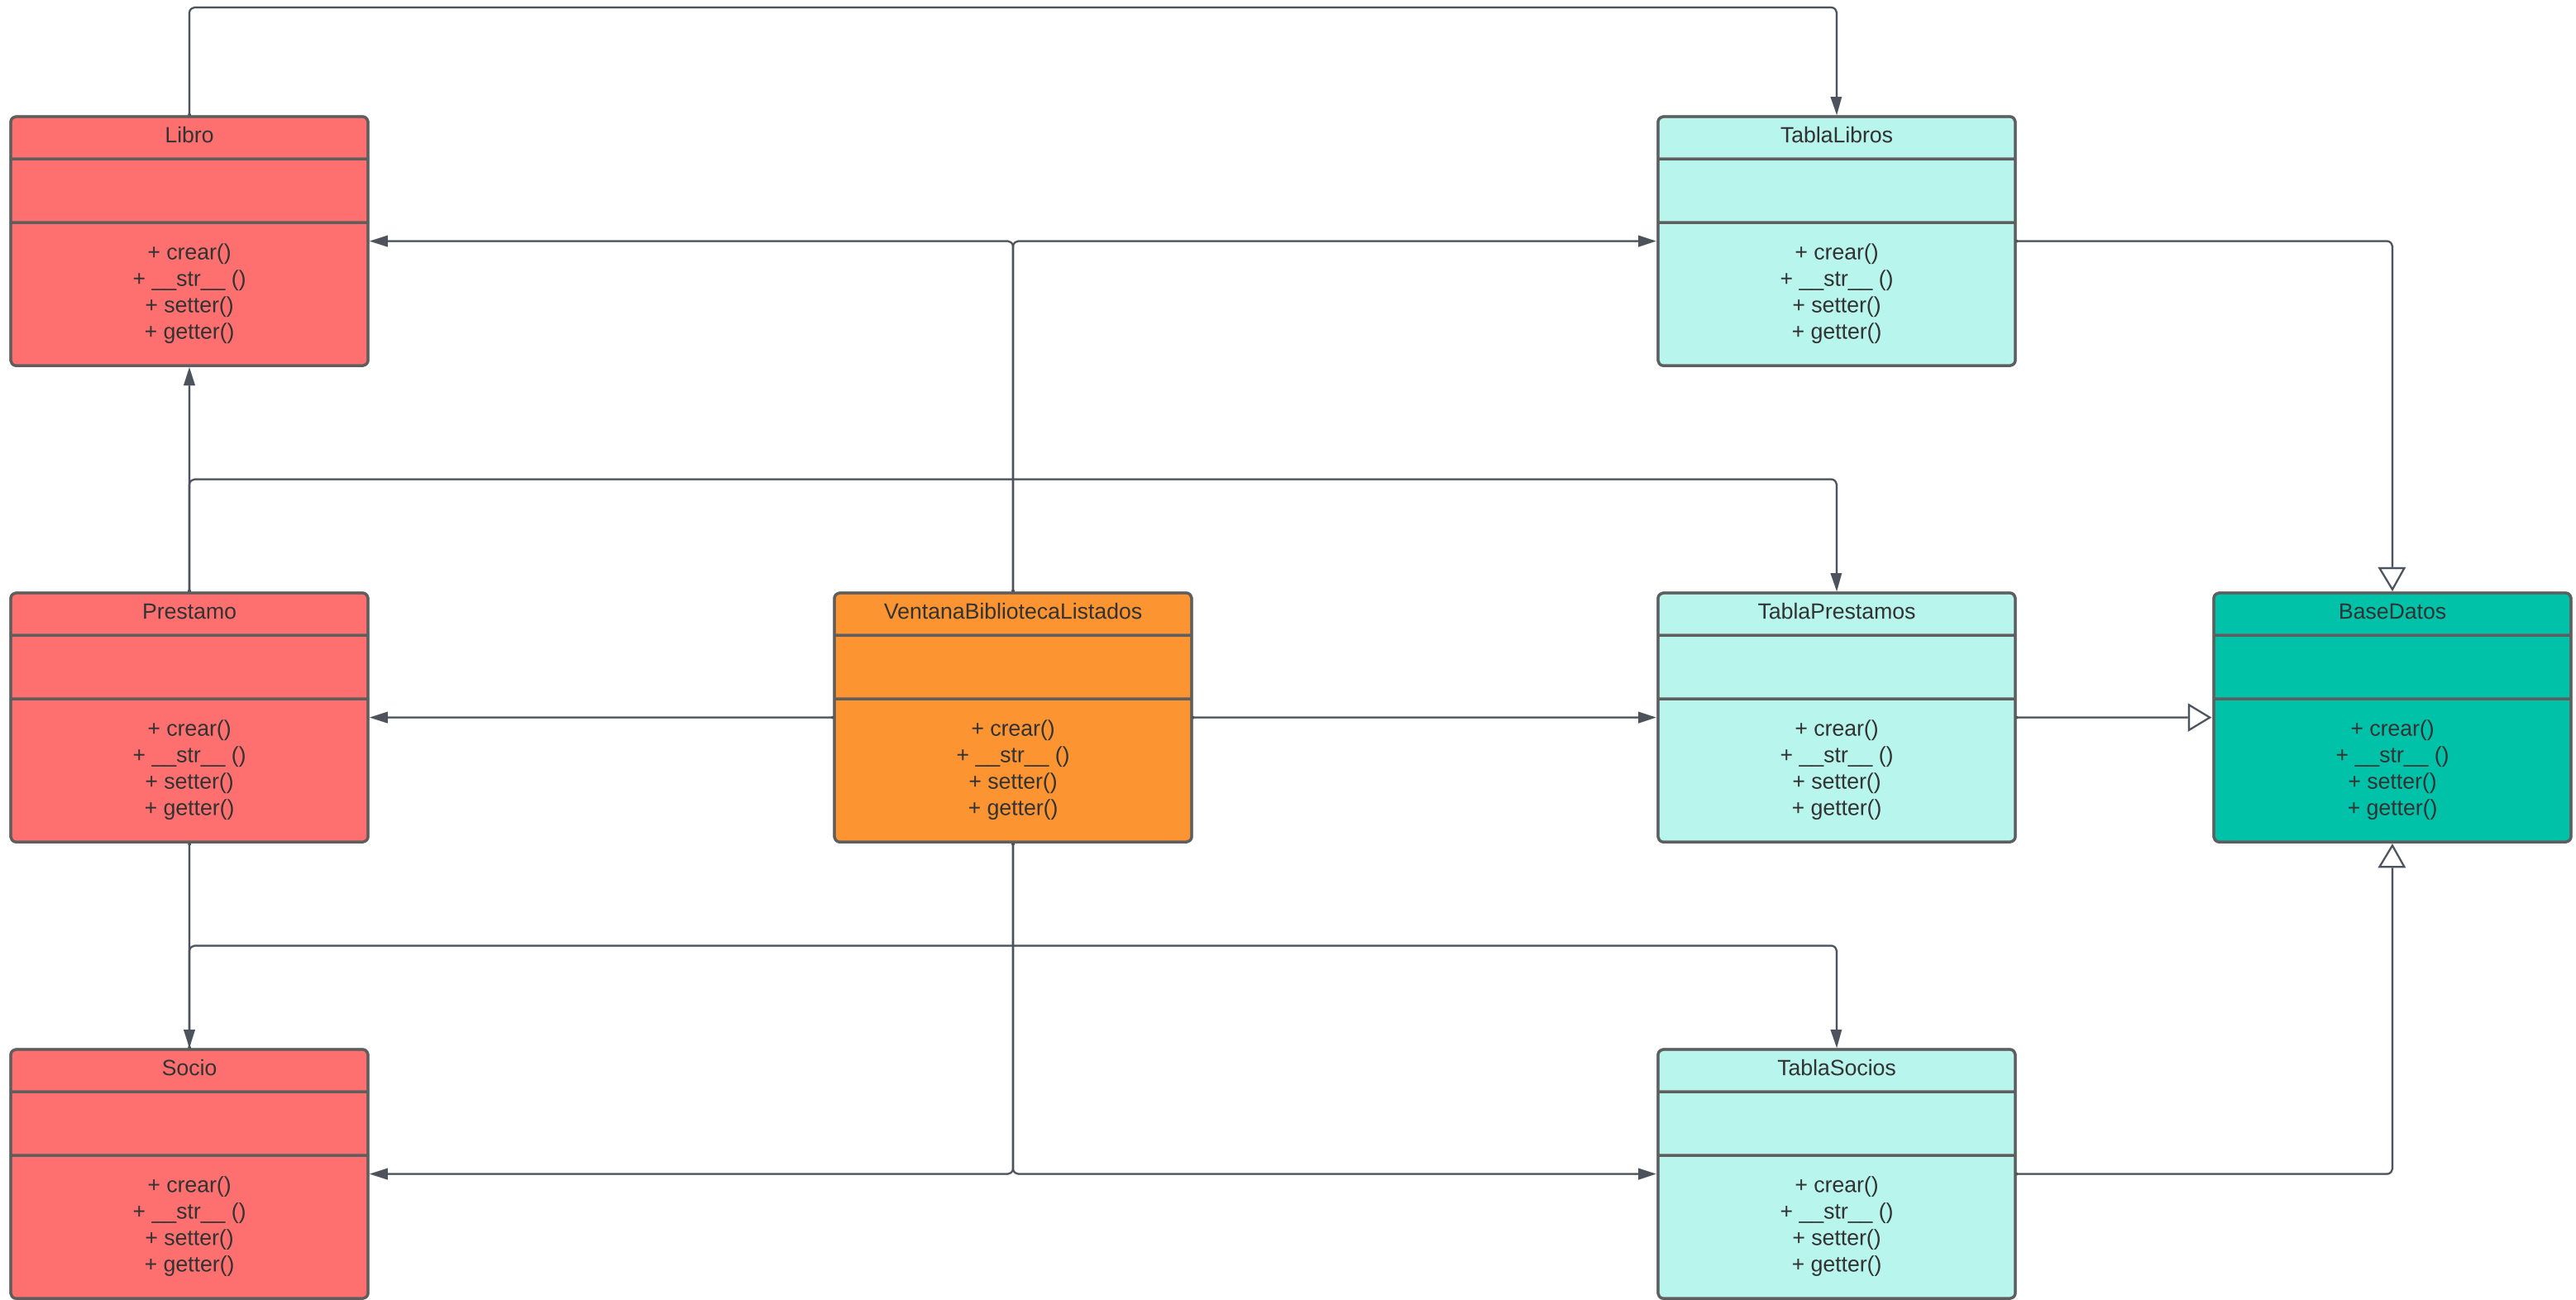 Libro
+ crear()
+ __str__ ()
+ setter()
+ getter()
TablaLibros
+ crear()
+ __str__ ()
+ setter()
+ getter()
Prestamo
+ crear()
+ __str__ ()
+ setter()
+ getter()
VentanaBibliotecaListados
+ crear()
+ __str__ ()
+ setter()
+ getter()
TablaPrestamos
+ crear()
+ __str__ ()
+ setter()
+ getter()
BaseDatos
+ crear()
+ __str__ ()
+ setter()
+ getter()
Socio
+ crear()
+ __str__ ()
+ setter()
+ getter()
TablaSocios
+ crear()
+ __str__ ()
+ setter()
+ getter()